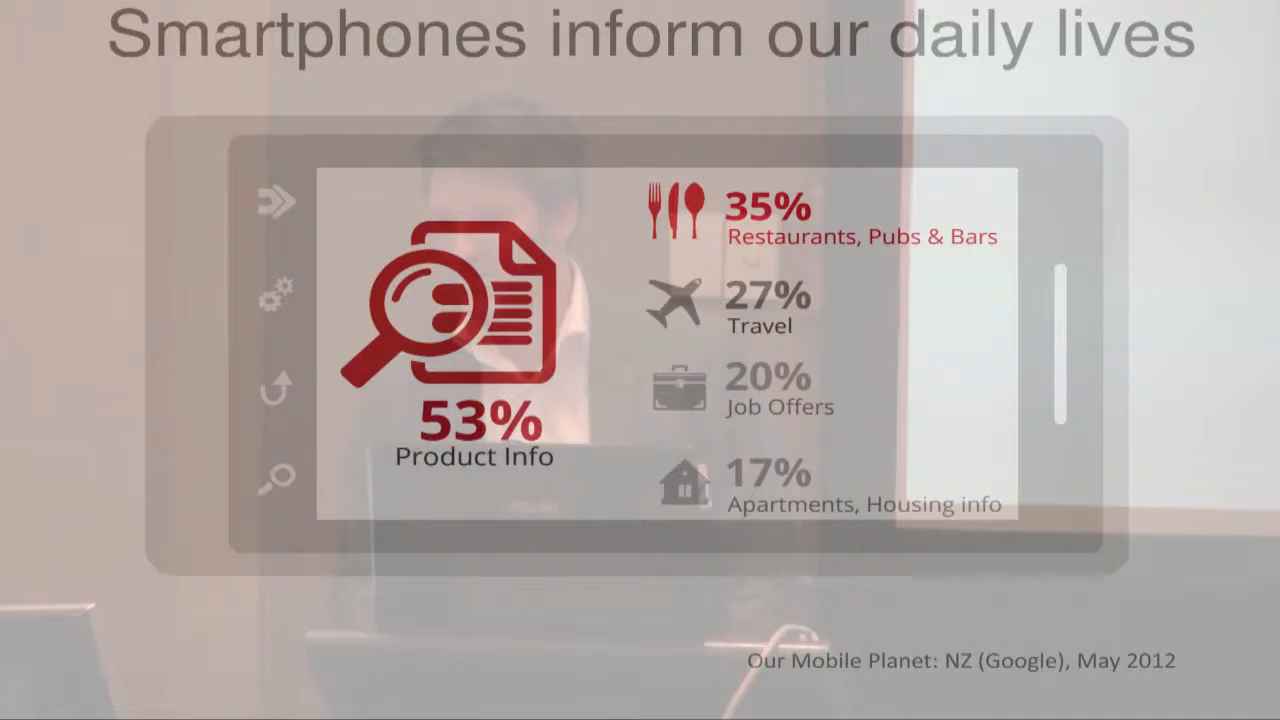 Smartphones inform our daily lives
53%
Product Info
35%
Restaurants, Pubs & Bars
27%
Travel
20%
Job Offers
17%
Apartments, Housing info
Our Mobile Planet: NZ (Google), May 2012